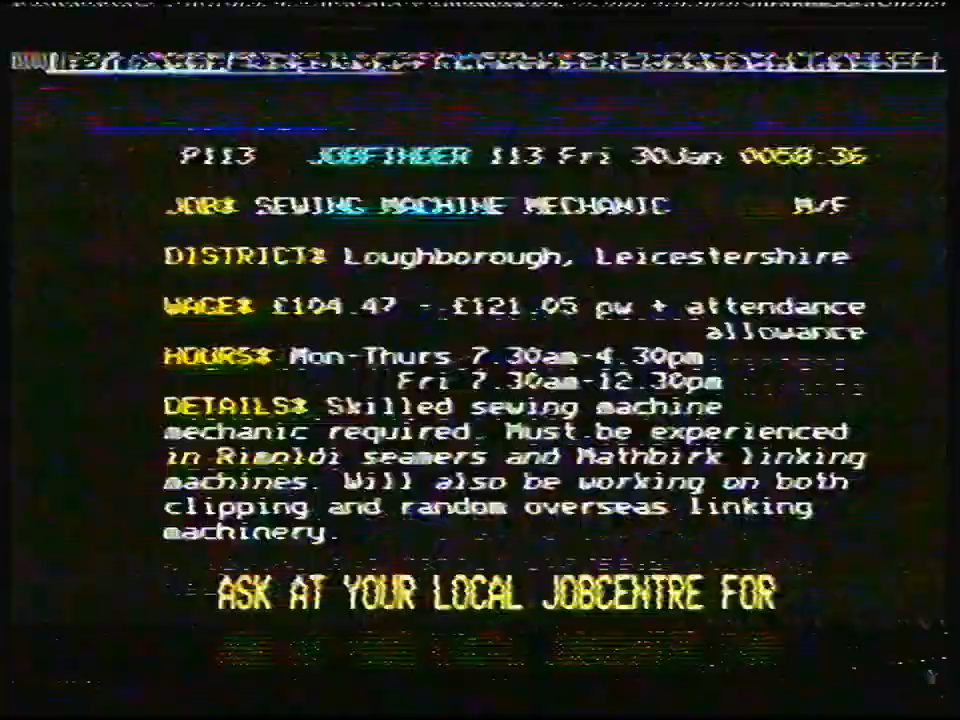 P113 JOBFINDER 113 Fri 30Jan 0058:36
JOB* SEWING MACHINE MECHANIC M/F
DISTRICT* Loughborough, Leicestershire
WAGE* £104.47 - £121.05 pw + attendance
allowance
HOURS* Mon-Thurs 7.30am-4.30pm
Fri 7.30am-12.30pm
DETAILS* Skilled sewing machine
mechanic required. Must be experienced
in Rimoldi seamers and Mathbirk linking
machines. Will also be working on both
clipping and random overseas linking
machinery.
ASK AT YOUR LOCAL JOBCENTRE FOR